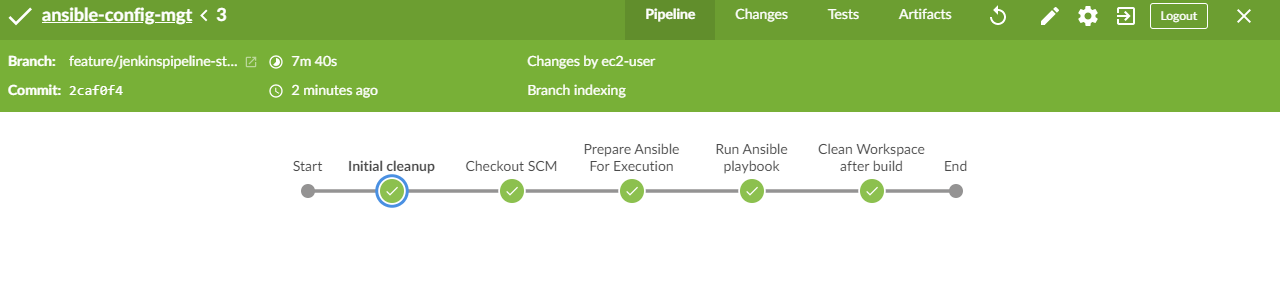 ansible-config-mgt < 3
Pipeline Changes Tests Artifacts Logout
Branch: feature/jenkinspipeline-st... 7m 40s Changes by ec2-user
Commit: 2caf0f4 2 minutes ago Branch indexing
Start
Initial cleanup
Checkout SCM
Prepare Ansible
For Execution
Run Ansible
playbook
Clean Workspace
after build
End